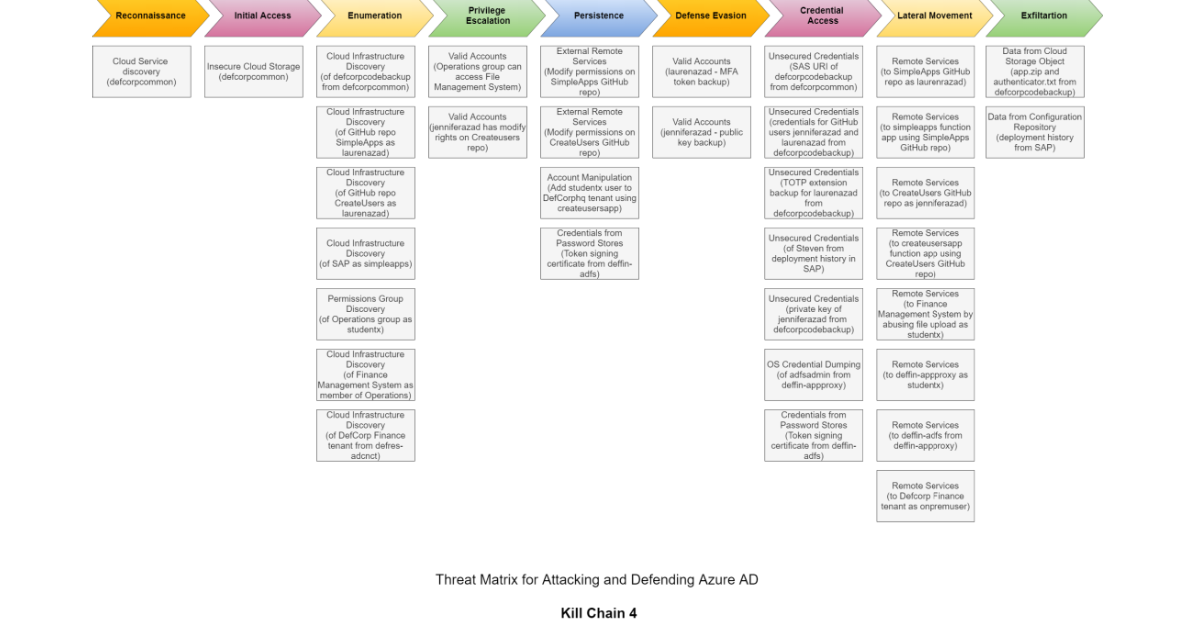 Reconnaissance
Initial Access
Enumeration
Privilege
Escalation
Persistence
Defense Evasion
Credential
Access
Lateral Movement
Exfiltartion
Cloud Service
discovery
(defcorpcommon)
Insecure Cloud Storage
(defcorpcommon)
Cloud Infrastructure
Discovery
(of defcorpcodebackup
from defcorpcommon)
Cloud Infrastructure
Discovery
(of GitHub repo
SimpleApps as
laurenazad)
Cloud Infrastructure
Discovery
(of GitHub repo
CreateUsers as
laurenazad)
Cloud Infrastructure
Discovery
(of SAP as simpleapps)
Permissions Group
Discovery
(of Operations group as
studentx)
Cloud Infrastructure
Discovery
(of Finance
Management System as
member of Operations)
Cloud Infrastructure
Discovery
(of DefCorp Finance
tenant from defres-
adcnct)
Valid Accounts
(Operations group can
access File
Management System)
Valid Accounts
(jenniferazad has modify
rights on Createusers
repo)
External Remote
Services
(Modify permissions on
SimpleApps GitHub
repo)
External Remote
Services
(Modify permissions on
CreateUsers GitHub
repo)
Account Manipulation
(Add studentx user to
DefCorphq tenant using
createusersapp)
Credentials from
Password Stores
(Token signing
certificate from deffin-
adfs)
Valid Accounts
(laurenazad - MFA
token backup)
Valid Accounts
(jenniferazad - public
key backup)
Unsecured Credentials
(SAS URI of
defcorpcodebackup
from defcorpcommon)
Unsecured Credentials
(credentials for GitHub
users jenniferazad and
laurenazad from
defcorpcodebackup)
Unsecured Credentials
(TOTP extension
backup for laurenazad
from
defcorpcodebackup)
Unsecured Credentials
(of Steven from
deployment history in
SAP)
Unsecured Credentials
(private key of
jenniferazad from
defcorpcodebackup)
OS Credential Dumping
(of adfsadmin from
deffin-appproxy)
Credentials from
Password Stores
(Token signing
certificate from deffin-
adfs)
Remote Services
(to SimpleApps GitHub
repo as laurenrazad)
Remote Services
(to simpleapps function
app using SimpleApps
GitHub repo)
Remote Services
(to CreateUsers GitHub
repo as jenniferazad)
Remote Services
(to createusersapp
function app using
CreateUsers GitHub
repo)
Remote Services
(to Finance
Management System by
abusing file upload as
studentx)
Remote Services
(to deffin-appproxy as
studentx)
Remote Services
(to deffin-adfs from
deffin-appproxy)
Remote Services
(to Defcorp Finance
tenant as onpremuser)
Data from Cloud
Storage Object
(app.zip and
authenticator.txt from
defcorpcodebackup)
Data from Configuration
Repository
(deployment history
from SAP)
Threat Matrix for Attacking and Defending Azure AD
Kill Chain 4